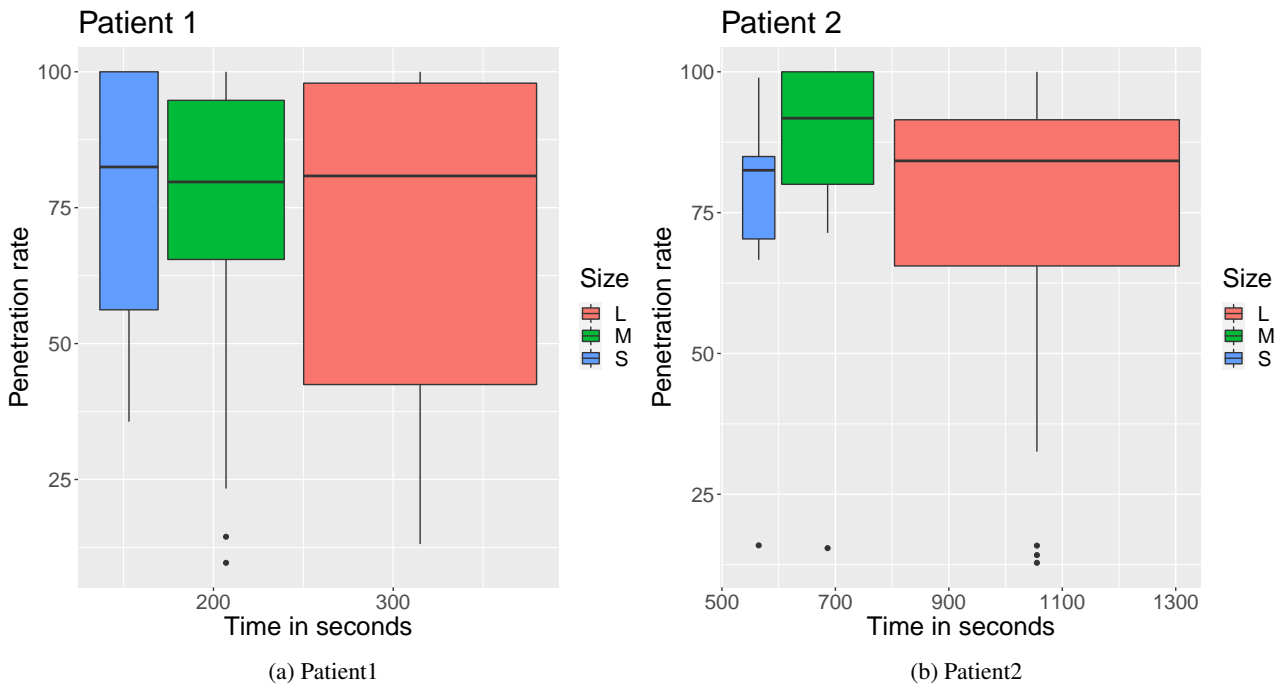 Patient 1
Penetration rate
100
75
50
25
200
300
Time in seconds
Size
L
M
S
(a) Patient1
Patient 2
Penetration rate
100
75
50
25
500
700
900
1100
1300
Time in seconds
Size
L
M
S
(b) Patient2